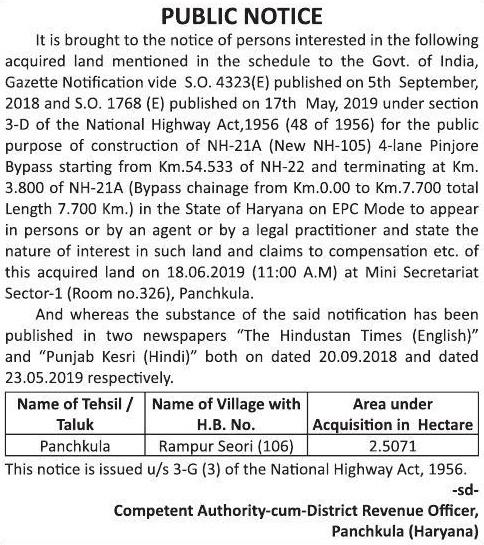 PUBLIC NOTICE
It is brought to the notice of persons interested in the following
acquired land mentioned in the schedule to the Govt. of India,
Gazette Notification vide S.O. 4323(E) published on 5th September,
2018 and S.O. 1768 (E) published on 17th May, 2019 under section
3-D of the National Highway Act,1956 (48 of 1956) for the public
purpose of construction of NH-21A (New NH-105) 4-lane Pinjore
Bypass starting from Km.54.533 of NH-22 and terminating at Km.
3.800 of NH-21A (Bypass chainage from Km.0.00 to Km.7.700 total
Length 7.700 Km.) in the State of Haryana on EPC Mode to appear
in persons or by an agent or by a legal practitioner and state the
nature of interest in such land and claims to compensation etc. of
this acquired land on 18.06.2019 (11:00 A.M) at Mini Secretariat
Sector-1 (Room no.326), Panchkula.
And whereas the substance of the said notification has been
published in two newspapers “The Hindustan Times (English)”
and “Punjab Kesri (Hindi)” both on dated 20.09.2018 and dated
23.05.2019 respectively.
Name of Tehsil / Name of Village with Area under
Taluk H.B. No. Acquisition in Hectare
Panchkula Rampur Seori (106) 2.5071
This notice is issued u/s 3-G (3) of the National Highway Act, 1956.
-sd-
Competent Authority-cum-District Revenue Officer,
Panchkula (Haryana)